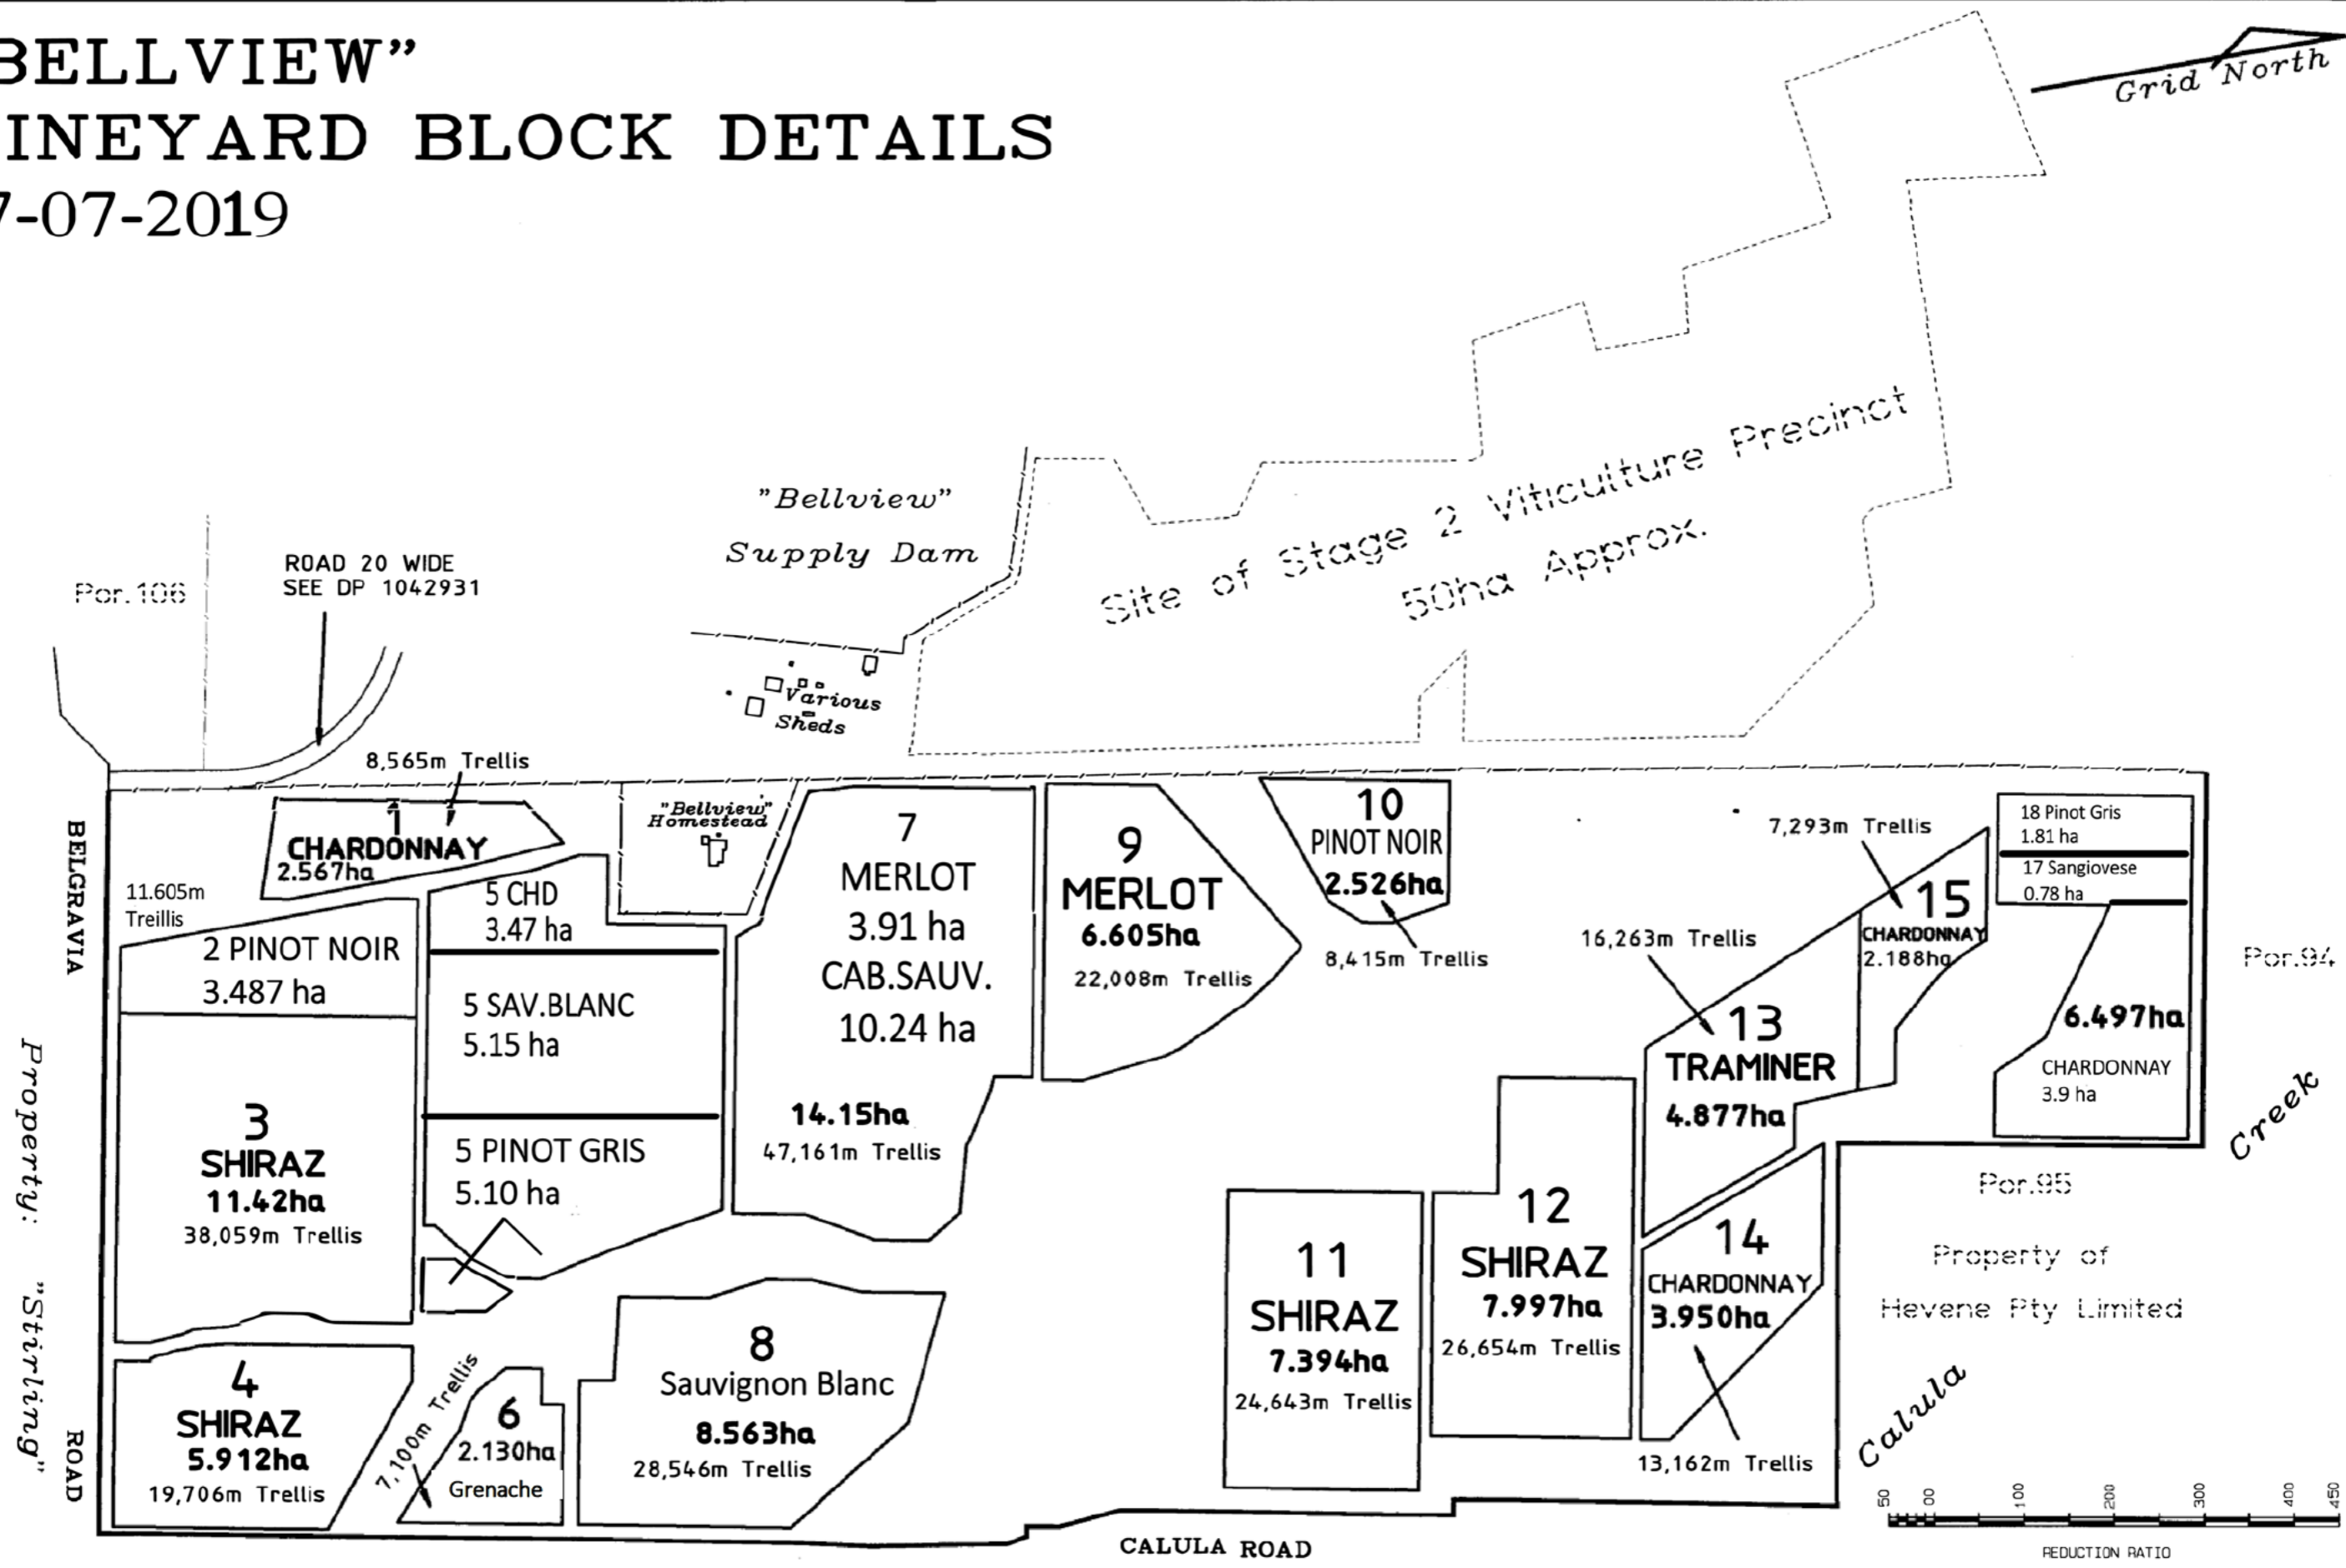 BELLVIEW”
INEYARD BLOCK DETAILS
7-07-2019
Grid North
"Bellview"
Supply Dam
Site of Stage 2 Viticulture Precinct
50ha Approx.
Por.106
ROAD 20 WIDE
SEE DP 1042931
Various
Sheds
8,565m Trellis
1
CHARDONNAY
2.567ha
"Bellview"
Homestead
11.605m
Treillis
2 PINOT NOIR
3.487 ha
3
SHIRAZ
11.42ha
38,059m Trellis
4
SHIRAZ
5.912ha
19,706m Trellis
5 CHD
3.47 ha
5 SAV.BLANC
5.15 ha
5 PINOT GRIS
5.10 ha
7,100m Trellis
6
2.130ha
Grenache
7
MERLOT
3.91 ha
CAB.SAUV.
10.24 ha
14.15ha
47,161m Trellis
8
Sauvignon Blanc
8.563ha
28,546m Trellis
9
MERLOT
6.605ha
22,008m Trellis
10
PINOT NOIR
2.526ha
8,415m Trellis
11
SHIRAZ
7.394ha
24,643m Trellis
12
SHIRAZ
7.997ha
26,654m Trellis
16,263m Trellis
13
TRAMINER
4.877ha
14
CHARDONNAY
3.950ha
13,162m Trellis
7,293m Trellis
15
CHARDONNAY
2.188ha
18 Pinot Gris
1.81 ha
17 Sangiovese
0.78 ha
6.497ha
CHARDONNAY
3.9 ha
Por.94
Por.95
Property of
Hevene Pty Limited
Calula Creek
BELGRAVIA ROAD
Property: "Stirling"
CALULA ROAD
50 00 100 200 300 400 450
REDUCTION RATIO